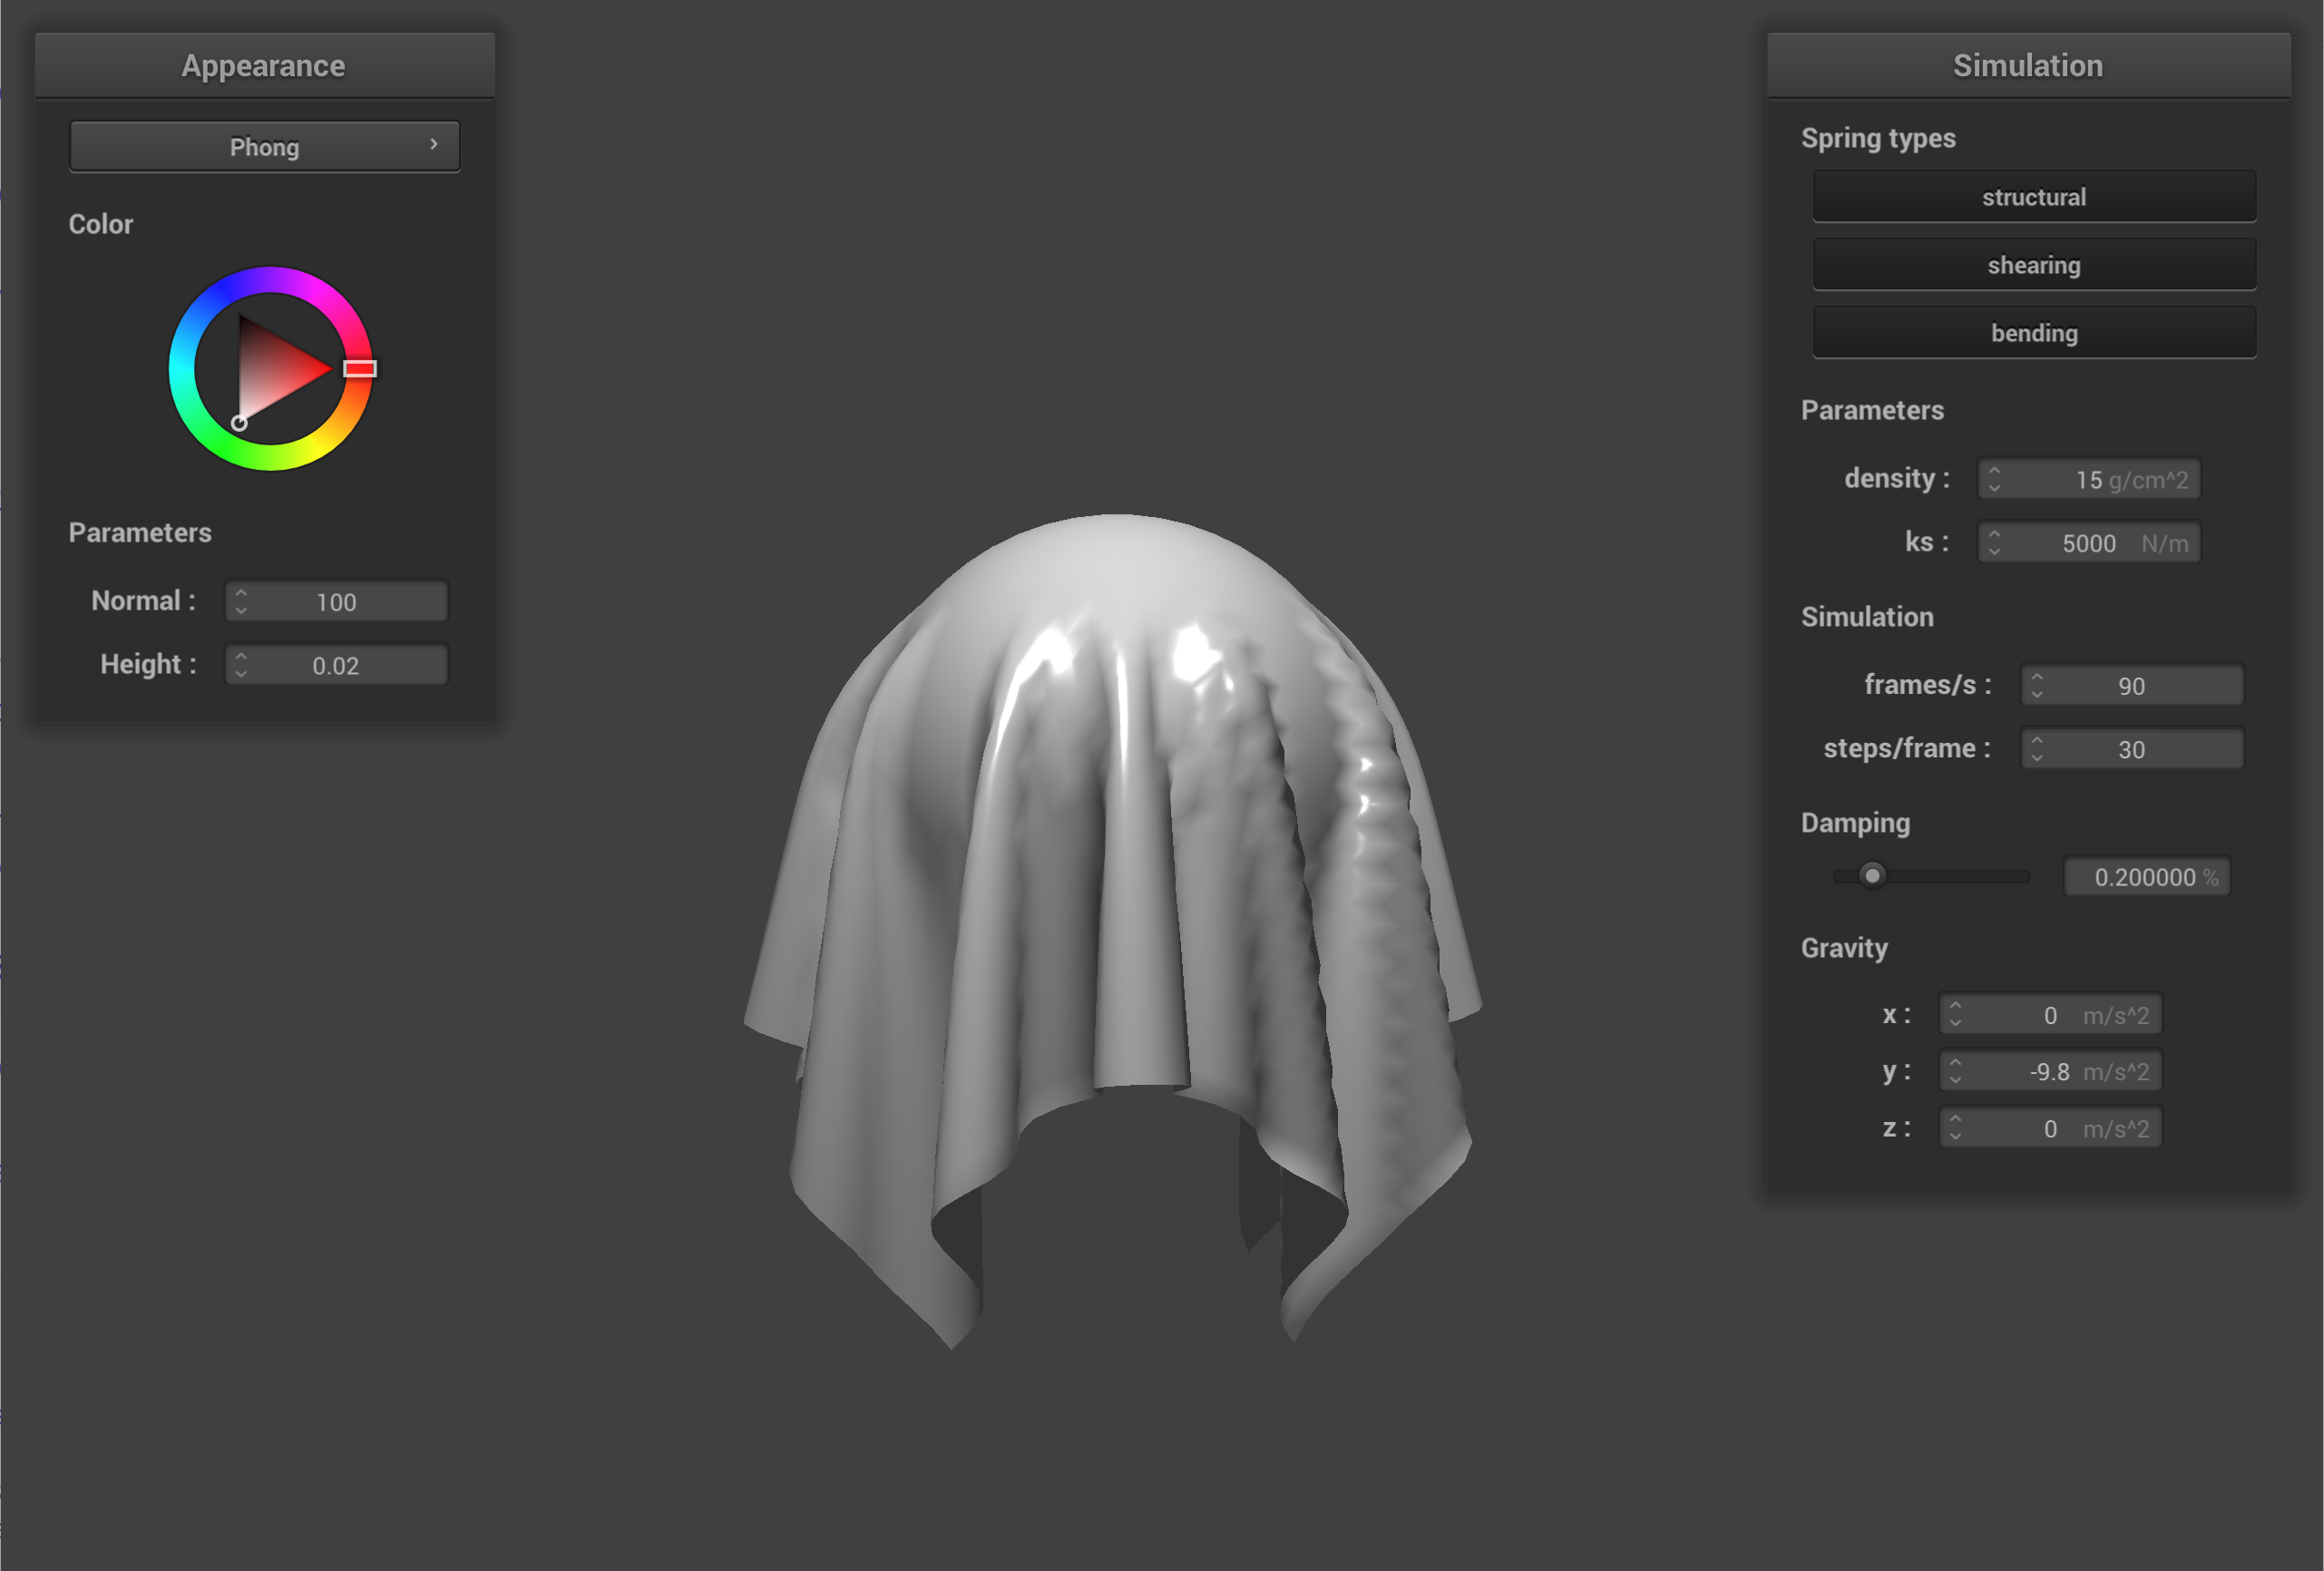 Appearance
Phong
Color
Parameters
Normal : 100
Height : 0.02
Simulation
Spring types
structural
shearing
bending
Parameters
density : 15 g/cm^2
ks : 5000 N/m
Simulation
frames/s : 90
steps/frame : 30
Damping
0.200000 %
Gravity
x : 0 m/s^2
y : -9.8 m/s^2
z : 0 m/s^2